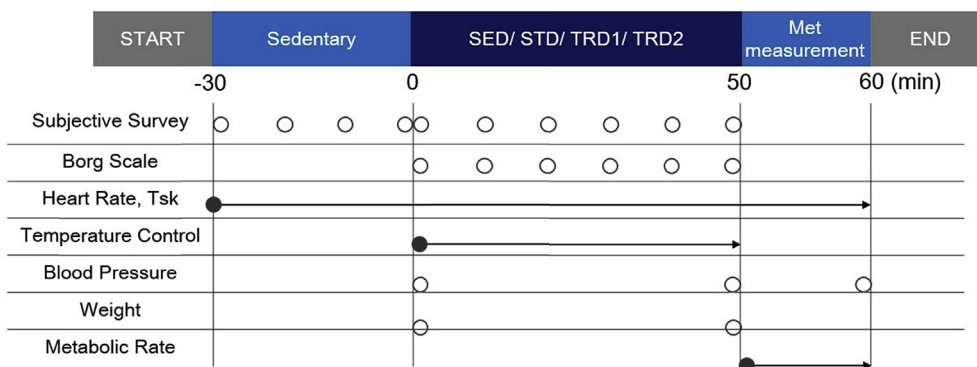 START
Sedentary
SED/ STD/ TRD1/ TRD2
Met
measurement
END
-30
0
50
60 (min)
Subjective Survey
Borg Scale
Heart Rate, Tsk
Temperature Control
Blood Pressure
Weight
Metabolic Rate